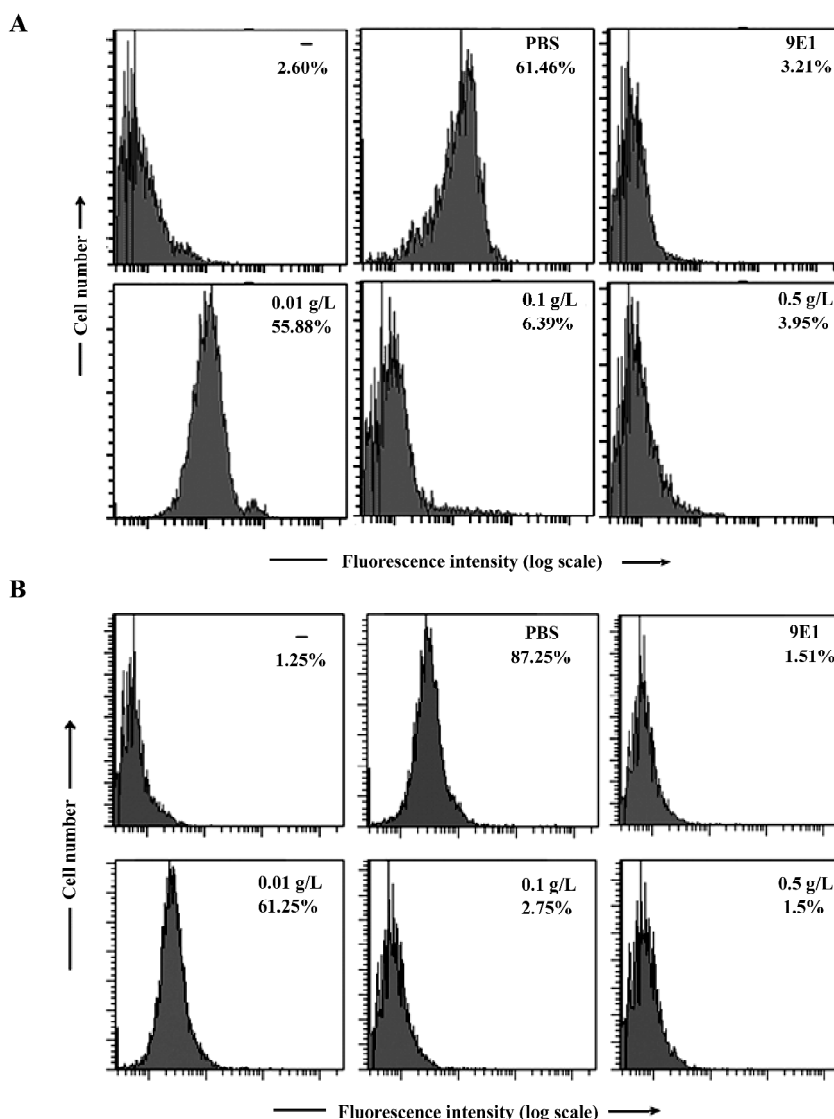 A
–
2.60%
PBS
61.46%
9E1
3.21%
0.01 g/L
55.88%
0.1 g/L
6.39%
0.5 g/L
3.95%
Cell number
Fluorescence intensity (log scale)
B
–
1.25%
PBS
87.25%
9E1
1.51%
0.01 g/L
61.25%
0.1 g/L
2.75%
0.5 g/L
1.5%
Cell number
Fluorescence intensity (log scale)